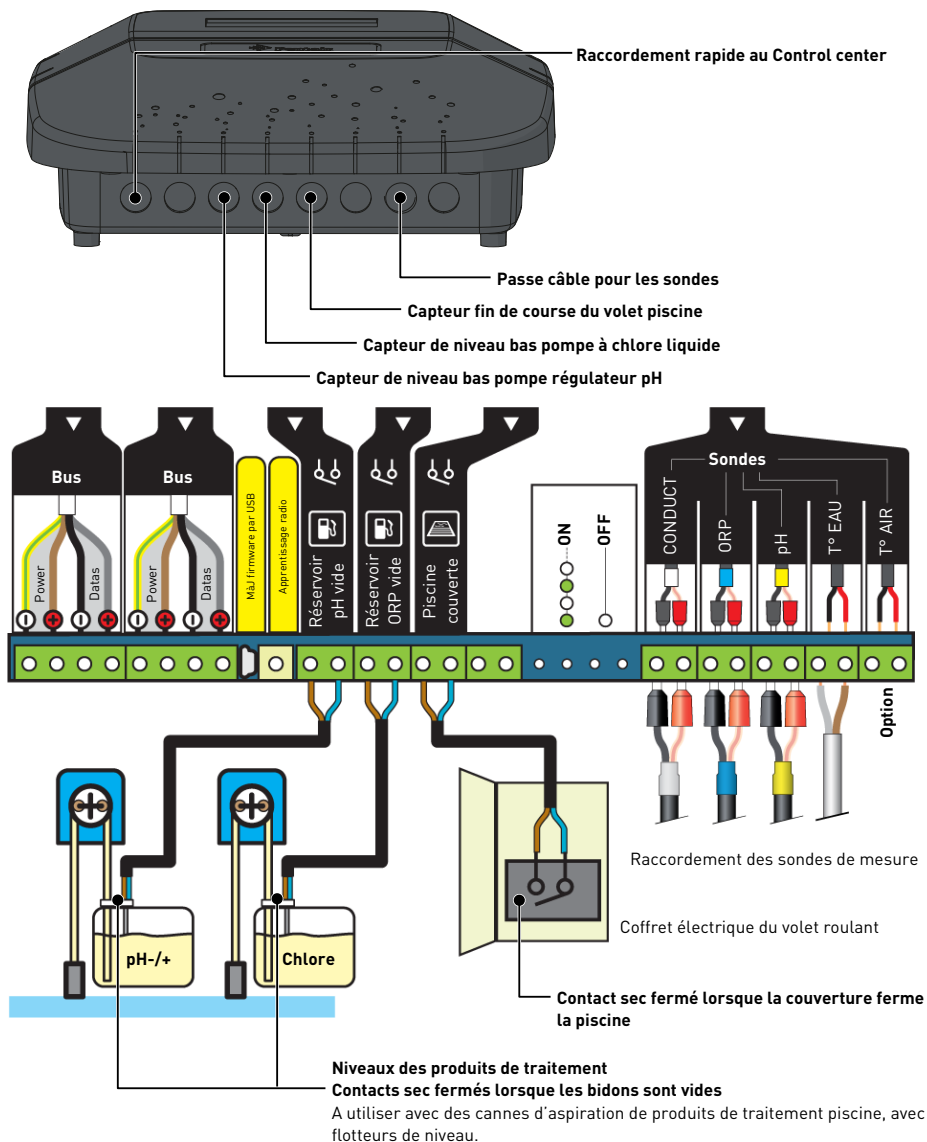 Raccordement rapide au Control center
Passe câble pour les sondes
Capteur fin de course du volet piscine
Capteur de niveau bas pompe à chlore liquide
Capteur de niveau bas pompe régulateur pH
Bus
Power
Datas
Bus
Power
Datas
MàJ firmware par USB
Apprentissage radio
Réservoir
pH vide
Réservoir
ORP vide
Piscine
couverte
ON
OFF
Sondes
CONDUCT
ORP
pH
T° EAU
T° AIR
Option
Raccordement des sondes de mesure
Coffret électrique du volet roulant
pH-/+
Chlore
Contact sec fermé lorsque la couverture ferme
la piscine
Niveaux des produits de traitement
Contacts sec fermés lorsque les bidons sont vides
A utiliser avec des cannes d'aspiration de produits de traitement piscine, avec
flotteurs de niveau.